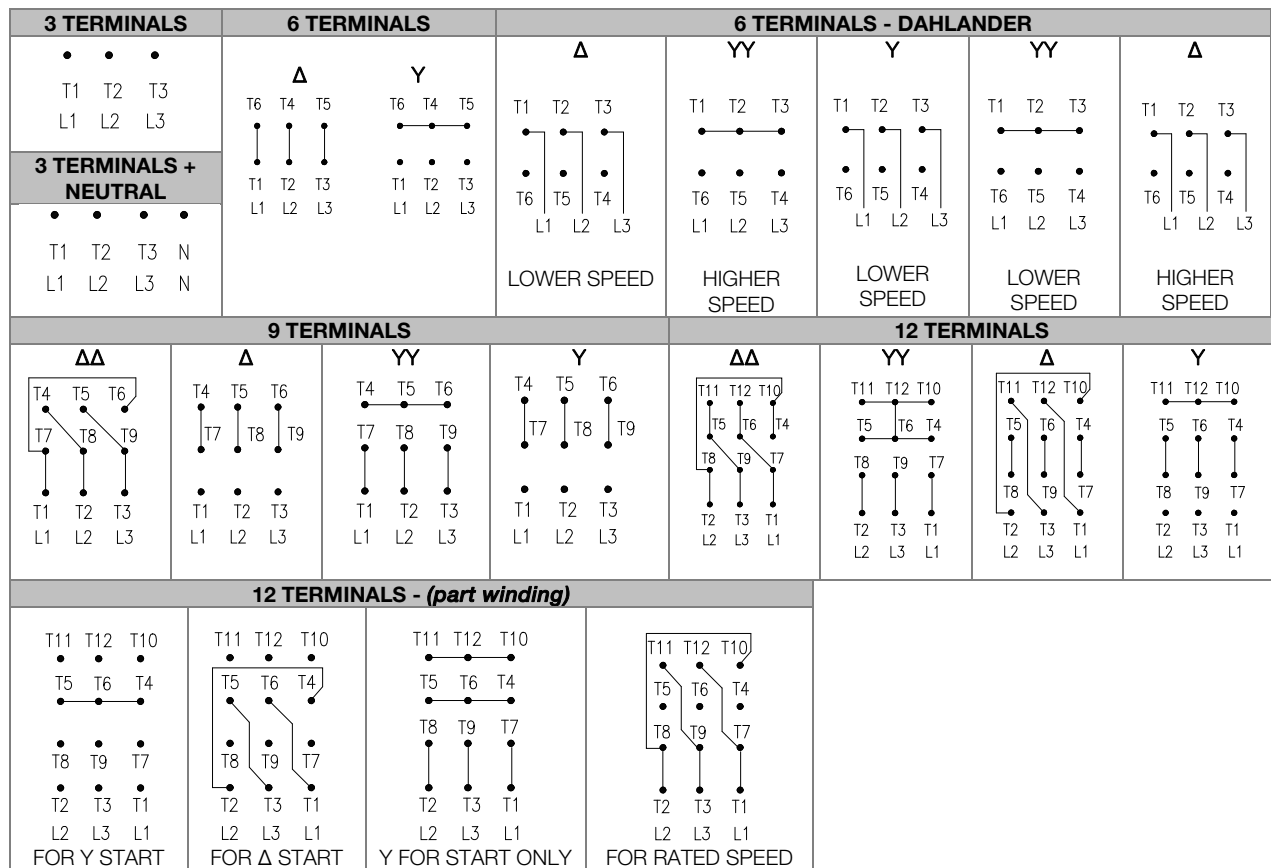 3 TERMINALS
T1 T2 T3
L1 L2 L3
3 TERMINALS +
NEUTRAL
T1 T2 T3 N
L1 L2 L3 N
6 TERMINALS
Δ Y
T6 T4 T5 T6 T4 T5
T1 T2 T3 T1 T2 T3
L1 L2 L3 L1 L2 L3
6 TERMINALS - DAHLANDER
Δ
T1 T2 T3
T6 T5 T4
L1 L2 L3
LOWER SPEED
YY
T1 T2 T3
T6 T5 T4
L1 L2 L3
HIGHER
SPEED
Y
T1 T2 T3
T6 T5 T4
L1 L2 L3
LOWER
SPEED
YY
T1 T2 T3
T6 T5 T4
L1 L2 L3
LOWER
SPEED
Δ
T1 T2 T3
T6 T5 T4
L1 L2 L3
HIGHER
SPEED
9 TERMINALS
ΔΔ
T4 T5 T6
T7 T8 T9
T1 T2 T3
L1 L2 L3
Δ
T4 T5 T6
T7 T8 T9
T1 T2 T3
L1 L2 L3
YY
T4 T5 T6
T7 T8 T9
T1 T2 T3
L1 L2 L3
Y
T4 T5 T6
T7 T8 T9
T1 T2 T3
L1 L2 L3
12 TERMINALS
ΔΔ
T11 T12 T10
T5 T6 T4
T8 T9 T7
T2 T3 T1
L2 L3 L1
YY
T11 T12 T10
T5 T6 T4
T8 T9 T7
T2 T3 T1
L2 L3 L1
Δ
T11 T12 T10
T5 T6 T4
T8 T9 T7
T2 T3 T1
L2 L3 L1
Y
T11 T12 T10
T5 T6 T4
T8 T9 T7
T2 T3 T1
L2 L3 L1
12 TERMINALS - (part winding)
T11 T12 T10
T5 T6 T4
T8 T9 T7
T2 T3 T1
L2 L3 L1
FOR Y START
T11 T12 T10
T5 T6 T4
T8 T9 T7
T2 T3 T1
L2 L3 L1
FOR Δ START
T11 T12 T10
T5 T6 T4
T8 T9 T7
T2 T3 T1
L2 L3 L1
Y FOR START ONLY
T11 T12 T10
T5 T6 T4
T8 T9 T7
T2 T3 T1
L2 L3 L1
FOR RATED SPEED